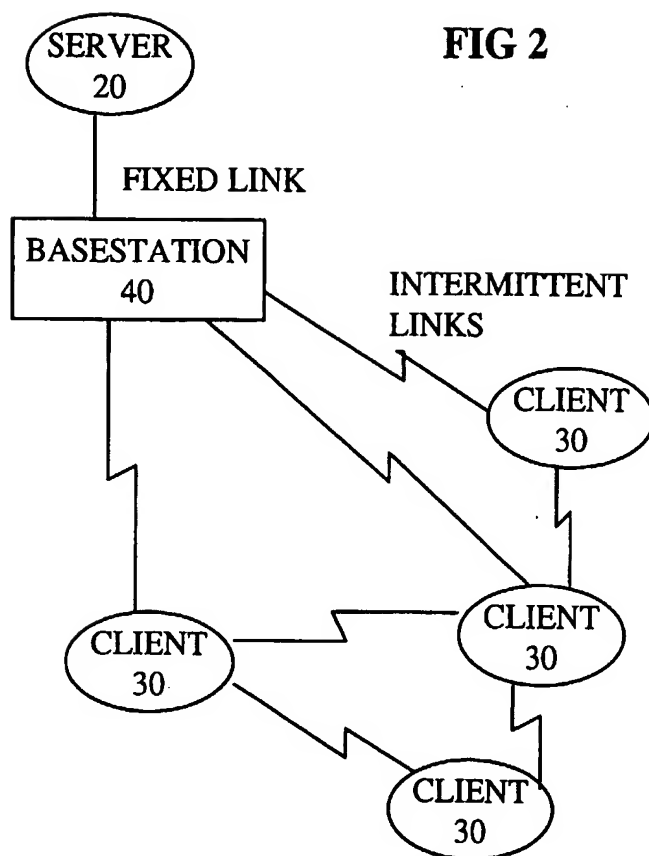 FIG 2
SERVER
20
FIXED LINK
BASESTATION
40
INTERMITTENT
LINKS
CLIENT
30
CLIENT
30
CLIENT
30
CLIENT
30